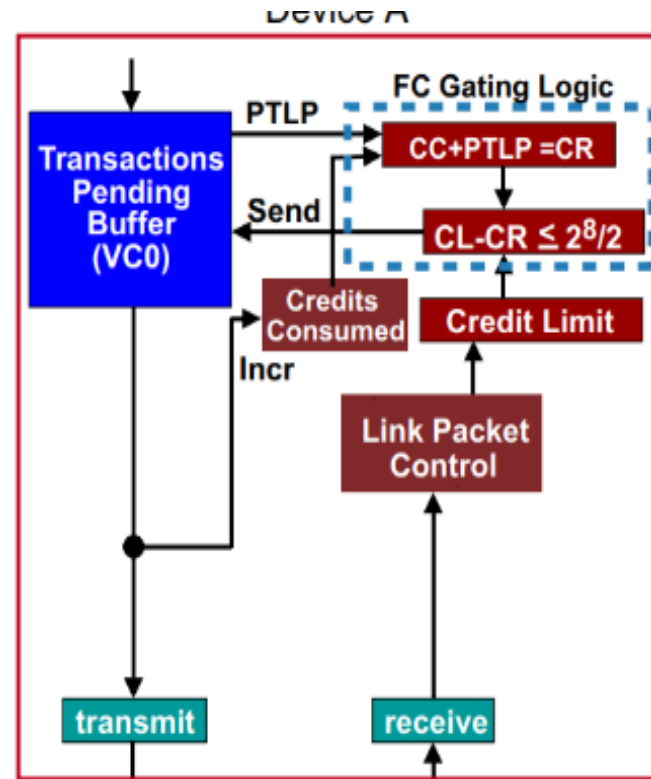 Device A
FC Gating Logic
PTLP
CC+PTLP =CR
Transactions
Pending
Buffer
(VC0)
Send
CL-CR ≤ 2⁸/2
Credits
Consumed
Credit Limit
Incr
Link Packet
Control
transmit
receive